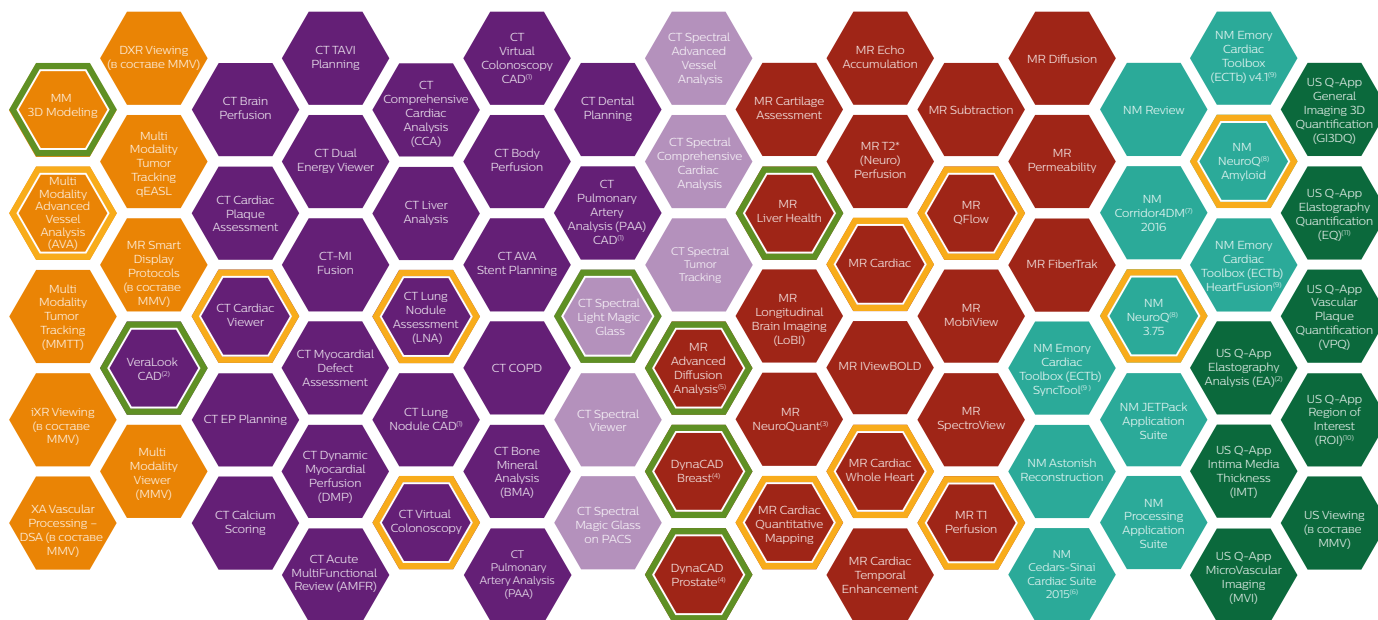 MM
3D Modeling
Multi
Modality
Advanced
Vessel
Analysis
(AVA)
Multi
Modality
Tumor
Tracking
(MMTT)
iXR Viewing
(в составе
MMV)
XA Vascular
Processing –
DSA (в составе
MMV)
DXR Viewing
(в составе MMV)
Multi
Modality
Tumor
Tracking
qEASL
MR Smart
Display
Protocols
(в составе
MMV)
VeraLook
CAD(2)
Multi
Modality
Viewer
(MMV)
CT Brain
Perfusion
CT Cardiac
Plaque
Assessment
CT Cardiac
Viewer
CT EP Planning
CT Calcium
Scoring
CT TAVI
Planning
CT Dual
Energy Viewer
CT-MI
Fusion
CT Myocardial
Defect
Assessment
CT Dynamic
Myocardial
Perfusion
(DMP)
CT Acute
MultiFunctional
Review (AMFR)
CT
Comprehensive
Cardiac
Analysis
(CCA)
CT Liver
Analysis
CT Lung
Nodule
Assessment
(LNA)
CT Lung
Nodule CAD(1)
CT Virtual
Colonoscopy
CT
Virtual
Colonoscopy
CAD(1)
CT Body
Perfusion
CT AVA
Stent Planning
CT COPD
CT Bone
Mineral
Analysis
(BMA)
CT
Pulmonary
Artery Analysis
(PAA)
CT Dental
Planning
CT
Pulmonary
Artery
Analysis (PAA)
CAD(1)
CT Spectral
Light Magic
Glass
CT Spectral
Viewer
CT Spectral
Magic Glass
on PACS
CT Spectral
Advanced
Vessel
Analysis
CT Spectral
Comprehensive
Cardiac
Analysis
CT Spectral
Tumor
Tracking
MR
Advanced
Diffusion
Analysis(5)
DynaCAD
Breast(4)
DynaCAD
Prostate(4)
MR Cartilage
Assessment
MR
Liver Health
MR
Longitudinal
Brain Imaging
(LoBI)
MR
NeuroQuant(3)
MR Cardiac
Quantitative
Mapping
MR Echo
Accumulation
MR T2*
(Neuro)
Perfusion
MR Cardiac
MR IViewBOLD
MR Cardiac
Whole Heart
MR Cardiac
Temporal
Enhancement
MR Subtraction
MR
QFlow
MR
MobiView
MR
SpectroView
MR T1
Perfusion
MR Diffusion
MR
Permeability
MR FiberTrak
NM Emory
Cardiac
Toolbox (ECTb)
SyncTool(9)
NM Astonish
Reconstruction
NM
Cedars-Sinai
Cardiac Suite
2015(6)
NM Review
NM
Corridor4DM(7)
2016
NM
NeuroQ(8)
3.75
NM JETPack
Application
Suite
NM
Processing
Application
Suite
NM Emory
Cardiac
Toolbox
(ECTb) v4.1(9)
NM
NeuroQ(8)
Amyloid
NM Emory
Cardiac
Toolbox (ECTb)
HeartFusion(9)
US Q-App
Elastography
Analysis (EA)(2)
US Q-App
Intima Media
Thickness
(IMT)
US Q-App
MicroVascular
Imaging
(MVI)
US Q-App
General
Imaging 3D
Quantification
(GI3DQ)
US Q-App
Elastography
Quantification
(EQ)(11)
US Q-App
Vascular
Plaque
Quantification
(VPQ)
US Q-App
Region of
Interest
(ROI)(10)
US Viewing
(в составе
MMV)